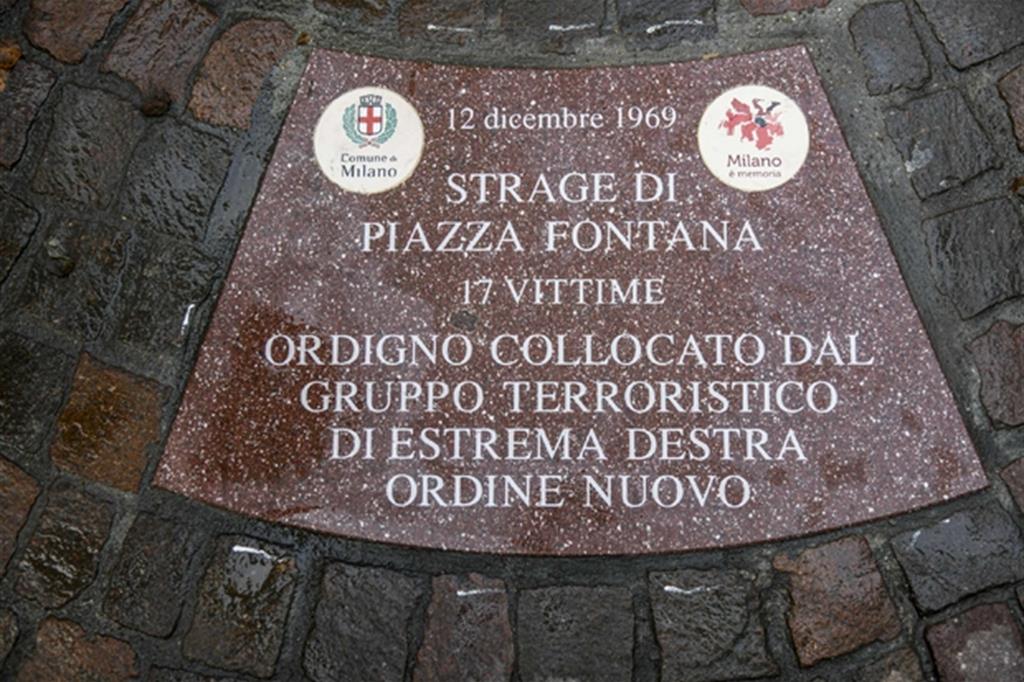 12 dicembre 1969
Comune di
Milano
Milano
è memoria
STRAGE DI
PIAZZA FONTANA
17 VITTIME
ORDIGNO COLLOCATO DAL
GRUPPO TERRORISTICO
DI ESTREMA DESTRA
ORDINE NUOVO